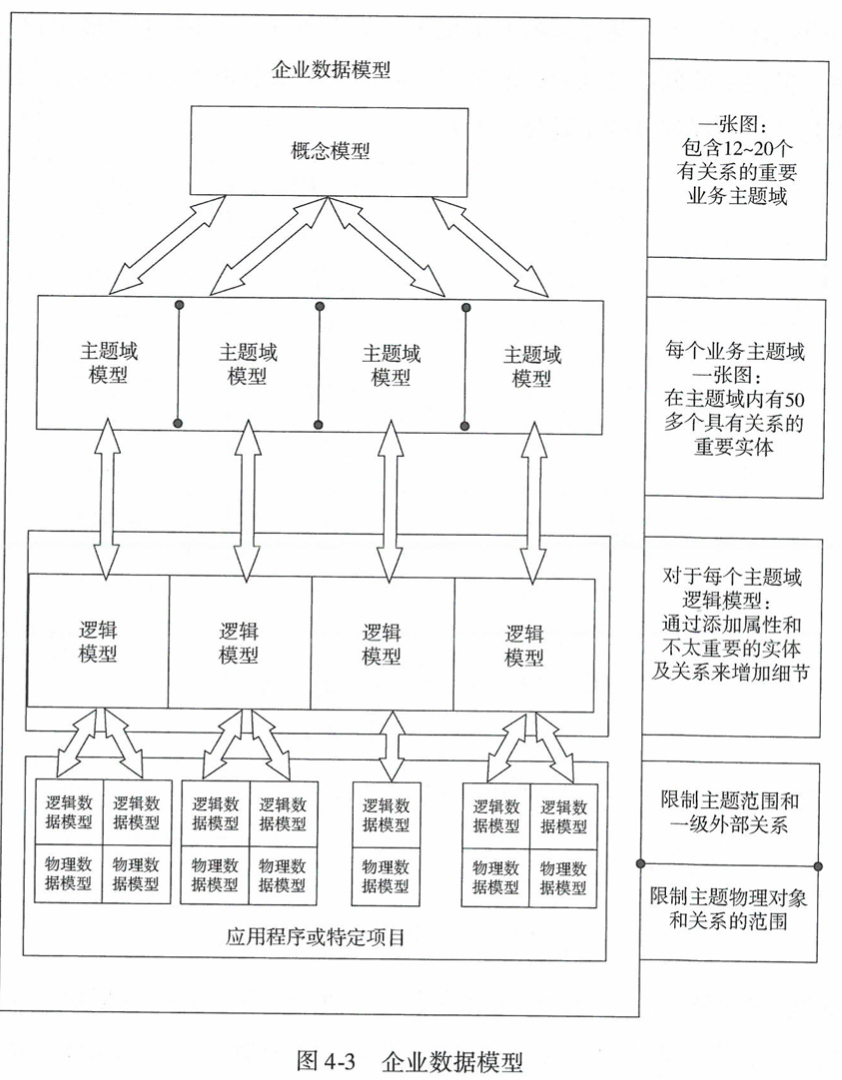 企业数据模型
概念模型
一张图：
包含12~20个
有关系的重要
业务主题域
主题域
模型
主题域
模型
主题域
模型
主题域
模型
每个业务主题域
一张图：
在主题域内有50
多个具有关系的
重要实体
逻辑
模型
逻辑
模型
逻辑
模型
逻辑
模型
对于每个主题域
逻辑模型：
通过添加属性和
不太重要的实体
及关系来增加细节
逻辑数
据模型
逻辑数
据模型
逻辑数
据模型
逻辑数
据模型
逻辑数
据模型
逻辑数
据模型
逻辑数
据模型
物理数
据模型
物理数
据模型
物理数
据模型
物理数
据模型
物理数
据模型
物理数
据模型
物理数
据模型
应用程序或特定项目
限制主题范围和
一级外部关系
限制主题物理对象
和关系的范围
图 4-3 企业数据模型